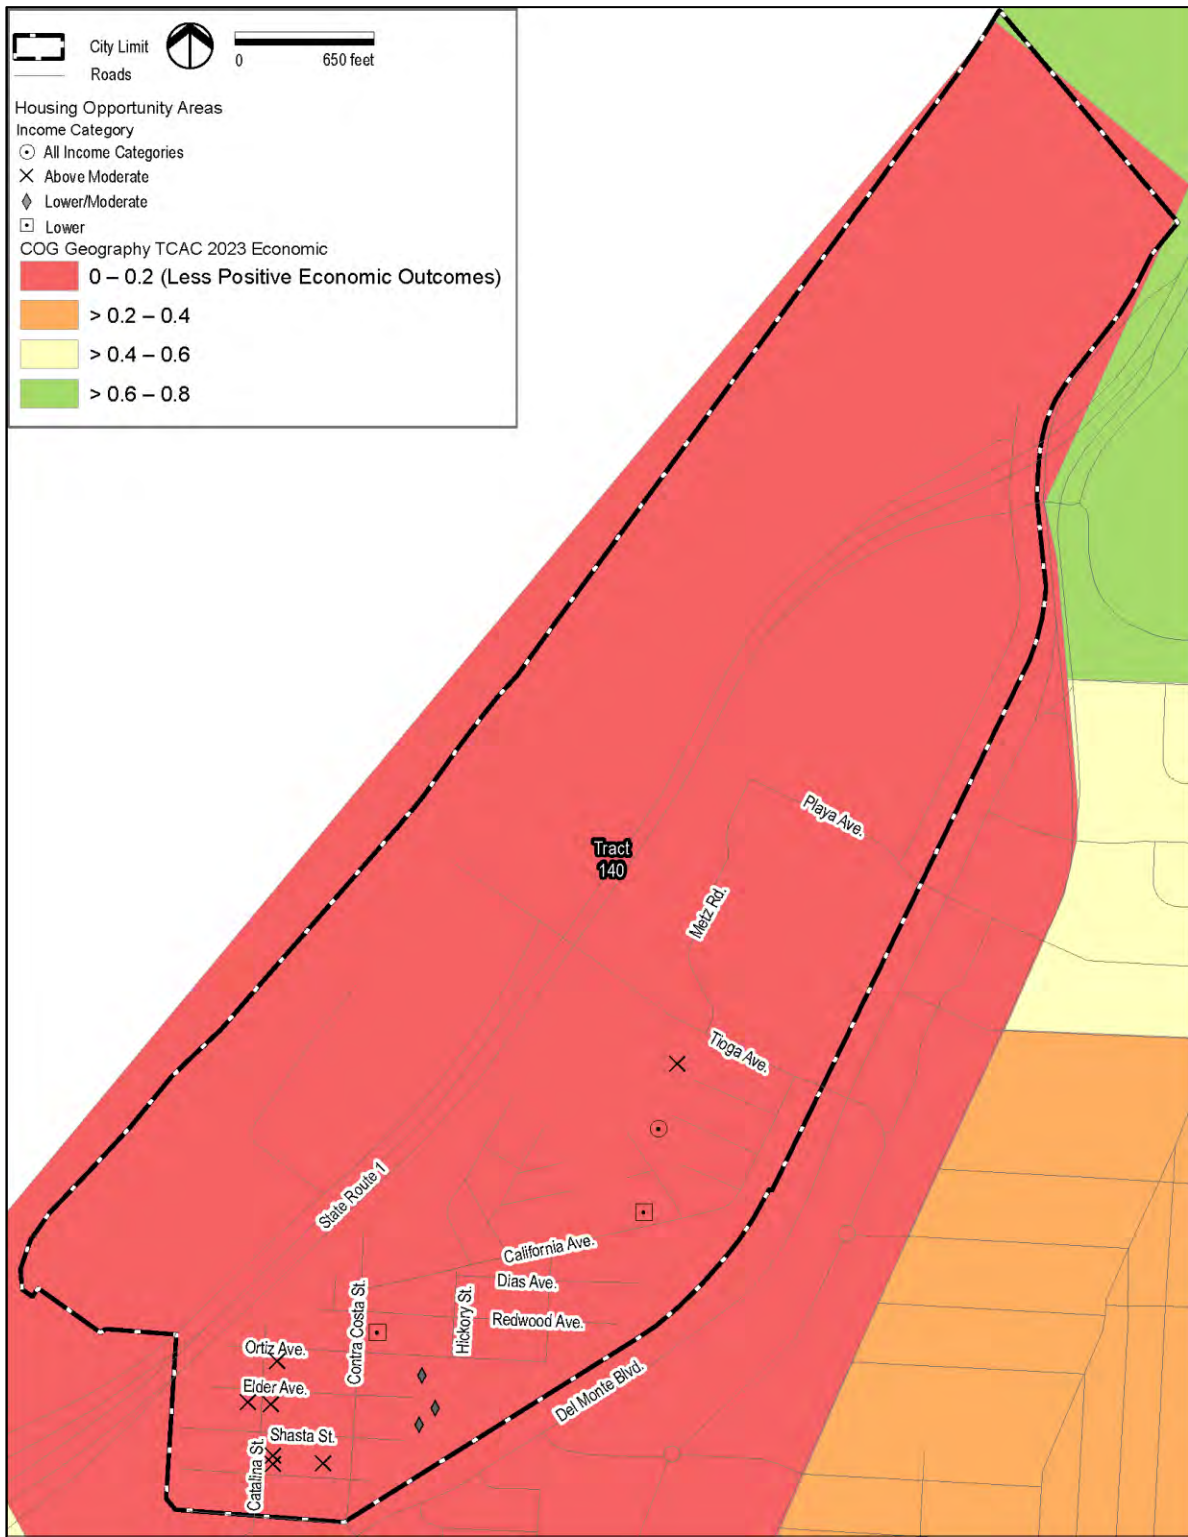 City Limit
Roads
0 650 feet
Housing Opportunity Areas
Income Category
All Income Categories
Above Moderate
Lower/Moderate
Lower
COG Geography TCAC 2023 Economic
0 – 0.2 (Less Positive Economic Outcomes)
> 0.2 – 0.4
> 0.4 – 0.6
> 0.6 – 0.8
Playa Ave.
Tract
140
Metz Rd.
Tioga Ave.
State Route 1
California Ave.
Dias Ave.
Contra Costa St.
Hickory St.
Redwood Ave.
Ortiz Ave.
Elder Ave.
Del Monte Blvd.
Shasta St.
Catalina St.